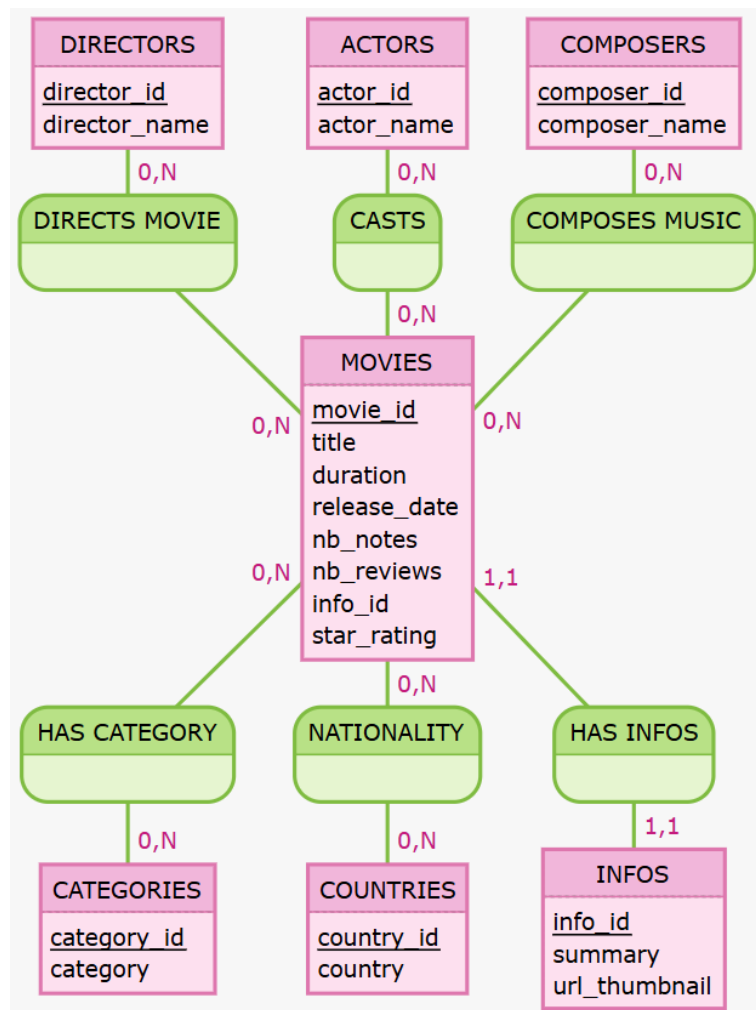 DIRECTORS
director_id
director_name
ACTORS
actor_id
actor_name
COMPOSERS
composer_id
composer_name
0,N
0,N
0,N
DIRECTS MOVIE
CASTS
COMPOSES MUSIC
0,N
MOVIES
movie_id
title
duration
release_date
nb_notes
nb_reviews
info_id
star_rating
0,N
0,N
0,N
1,1
0,N
HAS CATEGORY
NATIONALITY
HAS INFOS
0,N
0,N
1,1
CATEGORIES
category_id
category
COUNTRIES
country_id
country
INFOS
info_id
summary
url_thumbnail